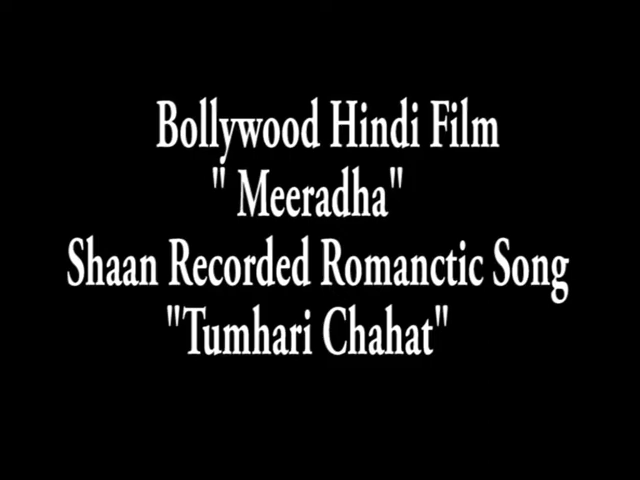 Bollywood Hindi Film
" Meeradha"
Shaan Recorded Romanctic Song
"Tumhari Chahat"